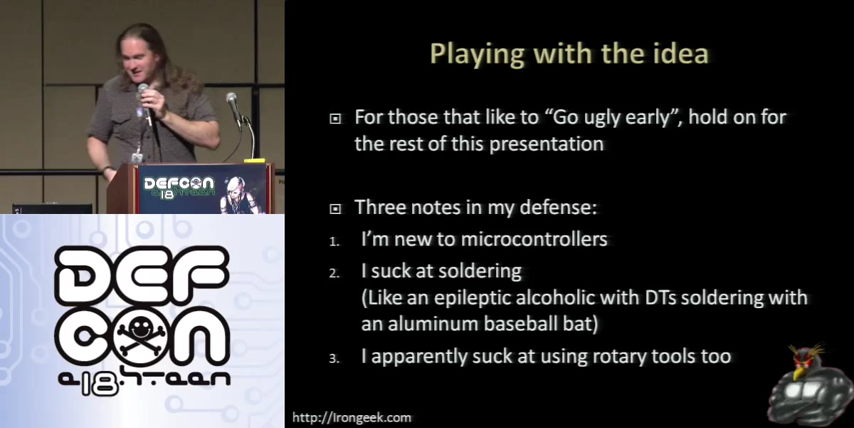 DEFCON
18
DEF
CON
e18hteen
Playing with the idea
For those that like to “Go ugly early”, hold on for
the rest of this presentation
Three notes in my defense:
1. I’m new to microcontrollers
2. I suck at soldering
(Like an epileptic alcoholic with DTs soldering with
an aluminum baseball bat)
3. I apparently suck at using rotary tools too
http://Irongeek.com